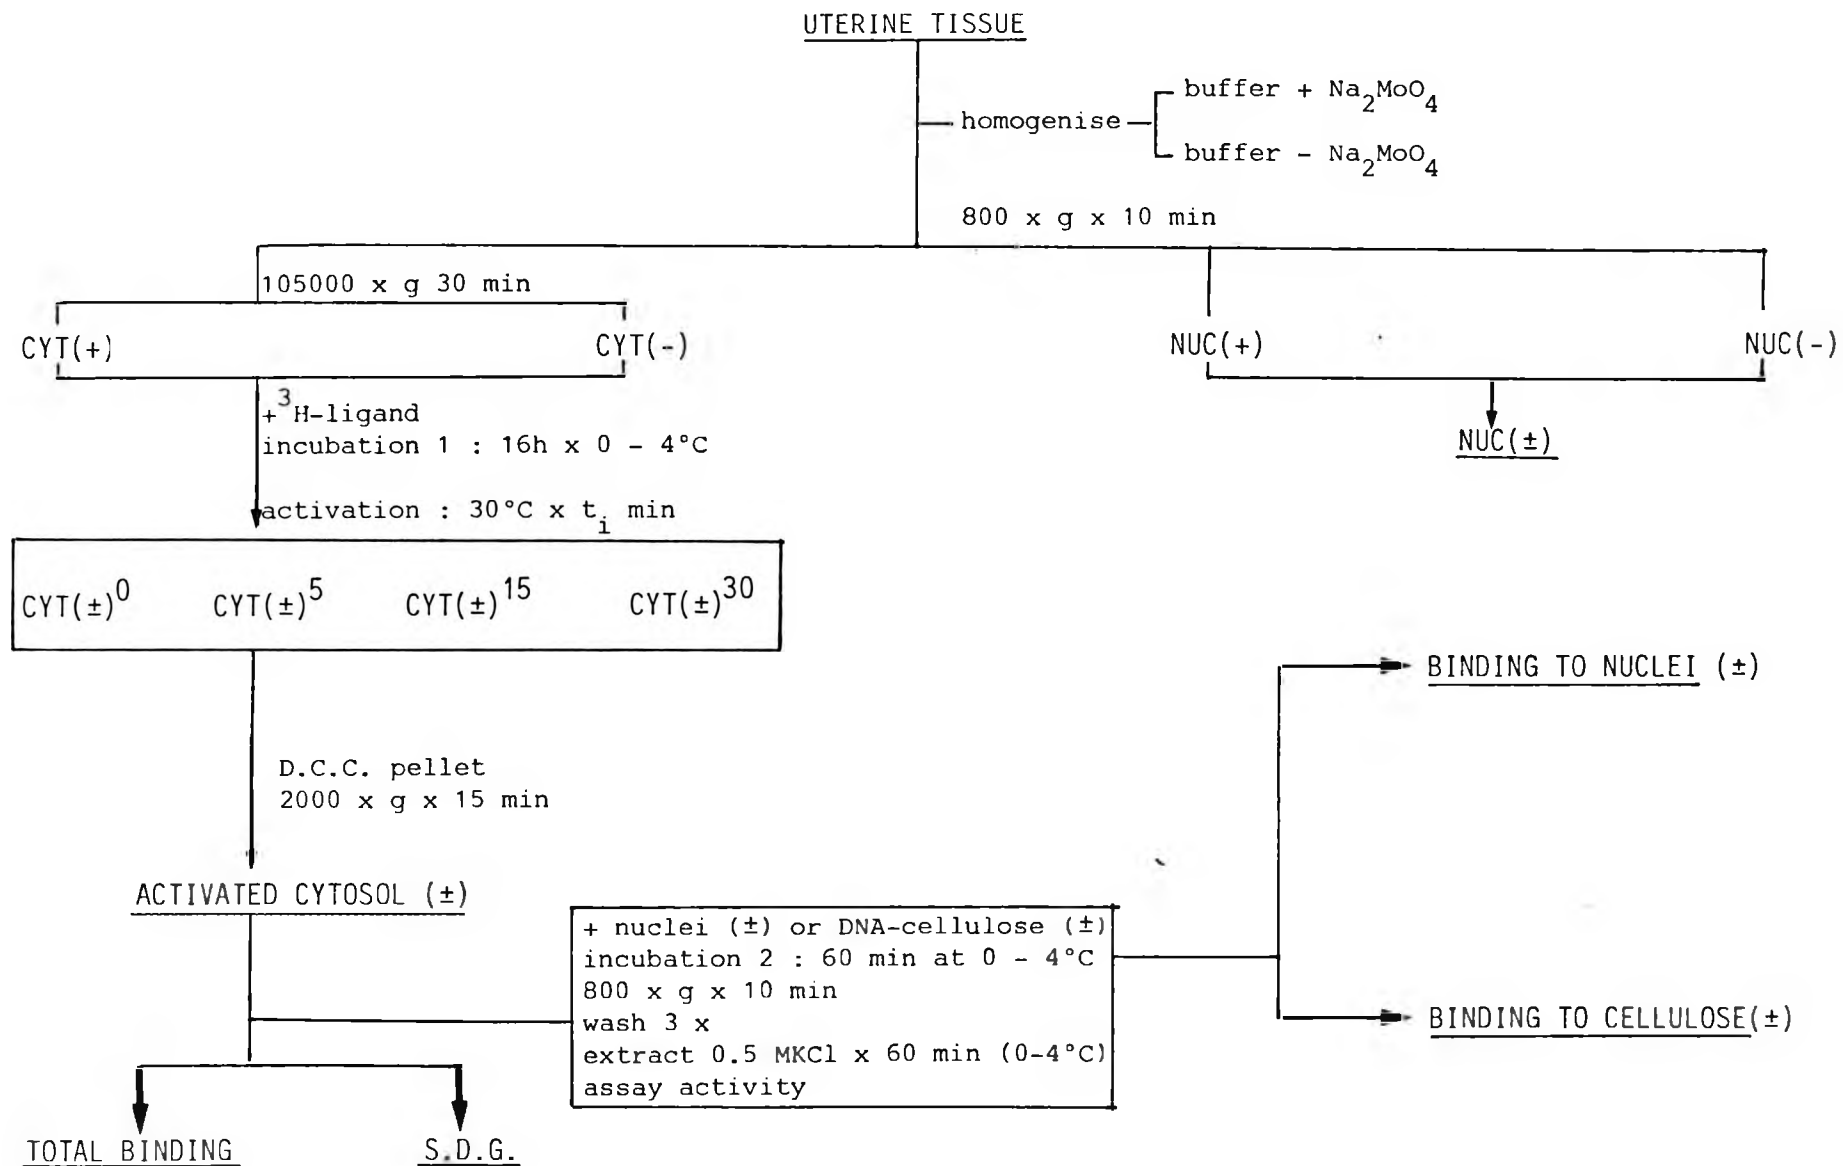 UTERINE TISSUE
buffer + Na2MoO4
homogenise
buffer - Na2MoO4
800 x g x 10 min
105000 x g 30 min
CYT(+)
CYT(-)
NUC(+)
NUC(-)
+3H-ligand
incubation 1 : 16h x 0 - 4°C
NUC(±)
activation : 30°C x ti min
CYT(±)0 CYT(±)5 CYT(±)15 CYT(±)30
BINDING TO NUCLEI (±)
D.C.C. pellet
2000 x g x 15 min
ACTIVATED CYTOSOL (±)
+ nuclei (±) or DNA-cellulose (±)
incubation 2 : 60 min at 0 - 4°C
800 x g x 10 min
wash 3 x
extract 0.5 MKCl x 60 min (0-4°C)
assay activity
BINDING TO CELLULOSE(±)
TOTAL BINDING
S.D.G.